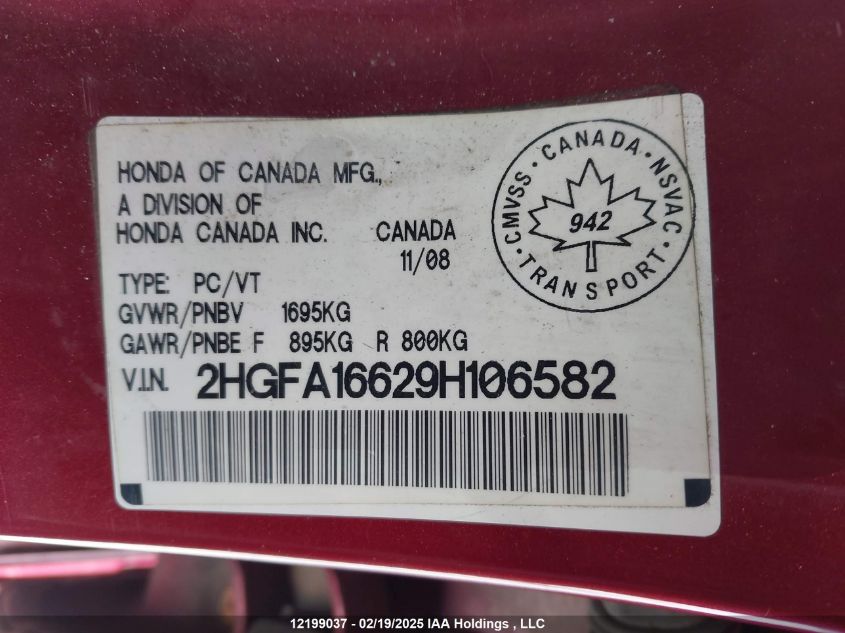 HONDA OF CANADA MFG.,
A DIVISION OF
HONDA CANADA INC. CANADA
11/08
TYPE: PC/VT
GVWR/PNBV 1695KG
GAWR/PNBE F 895KG R 800KG
V.I.N. 2HGFA16629H106582
CMVSS · CANADA · NSVAC
942
· TRANSPORT ·
12199037 - 02/19/2025 IAA Holdings , LLC